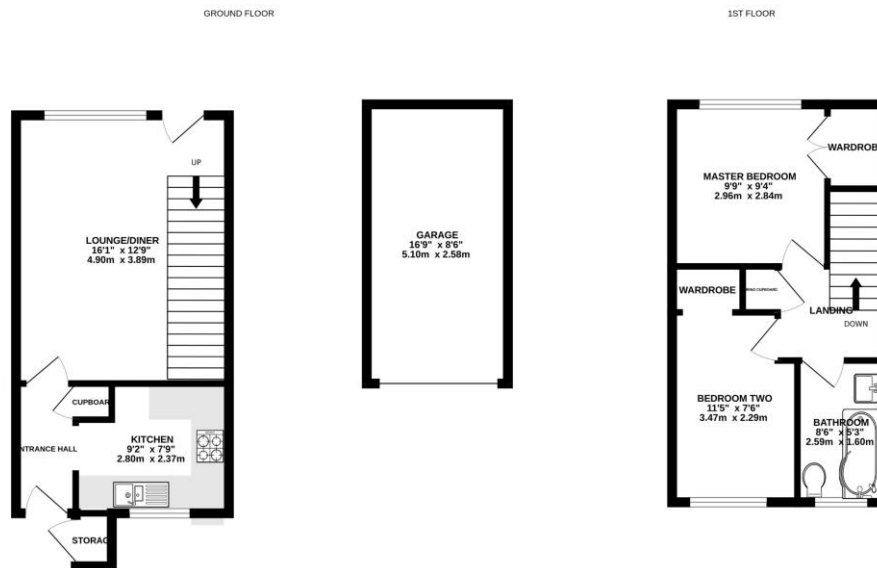 GROUND FLOOR
1ST FLOOR
UP
LOUNGE/DINER
16'1" x 12'9"
4.90m x 3.89m
CUPBOAR
KITCHEN
9'2" x 7'9"
2.80m x 2.37m
NTRANCE HALL
STORAG
GARAGE
16'9" x 8'6"
5.10m x 2.58m
MASTER BEDROOM
9'9" x 9'4"
2.96m x 2.84m
WARDROB
WARDROBE
CUPBOARD
LANDING
DOWN
BEDROOM TWO
11'5" x 7'6"
3.47m x 2.29m
BATHROOM
8'6" x 5'3"
2.59m x 1.60m